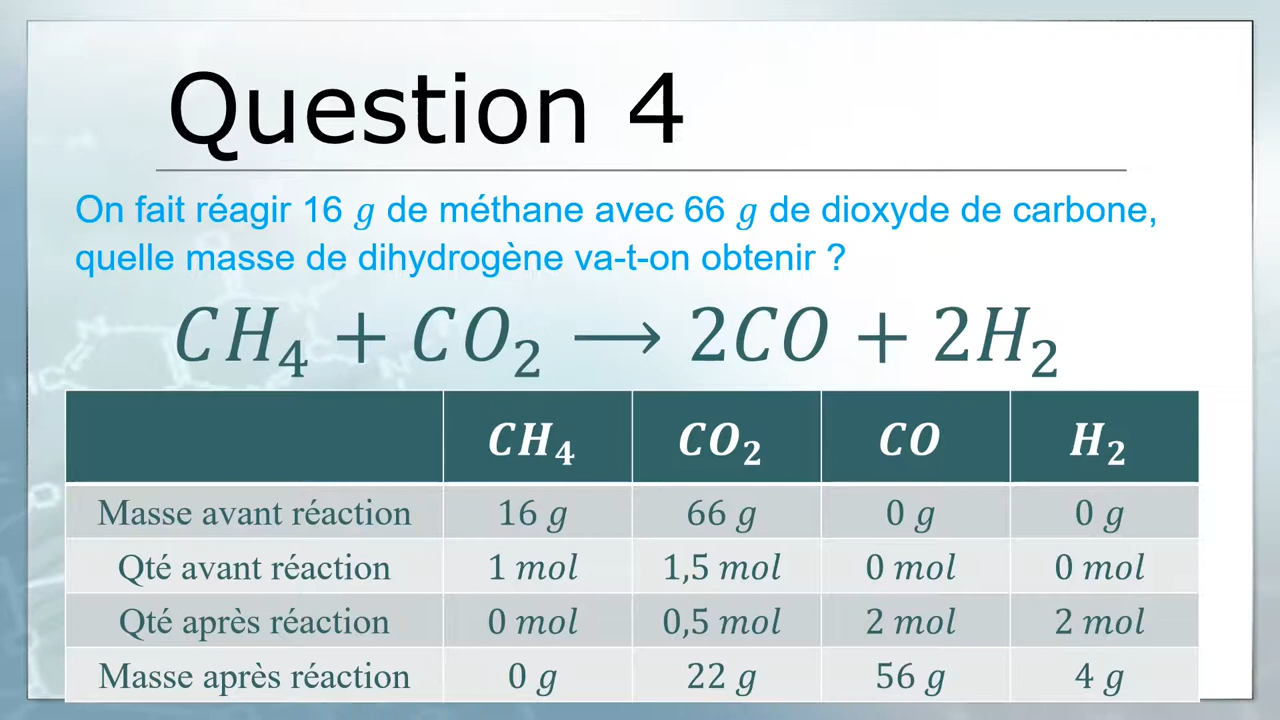 Question 4
On fait réagir 16 g de méthane avec 66 g de dioxyde de carbone,
quelle masse de dihydrogène va-t-on obtenir ?
CH₄ + CO₂ → 2CO + 2H₂
CH₄ CO₂ CO H₂
Masse avant réaction 16 g 66 g 0 g 0 g
Qté avant réaction 1 mol 1,5 mol 0 mol 0 mol
Qté après réaction 0 mol 0,5 mol 2 mol 2 mol
Masse après réaction 0 g 22 g 56 g 4 g